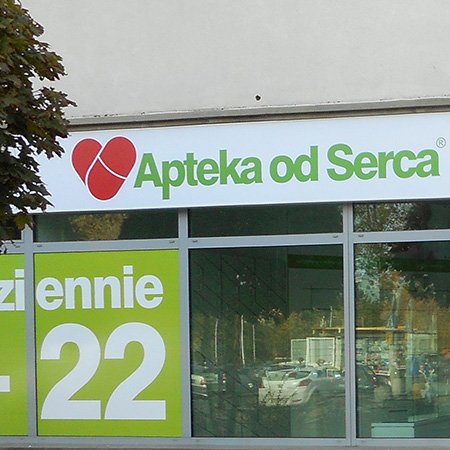 Apteka od Serca ®
ziennie
- 22